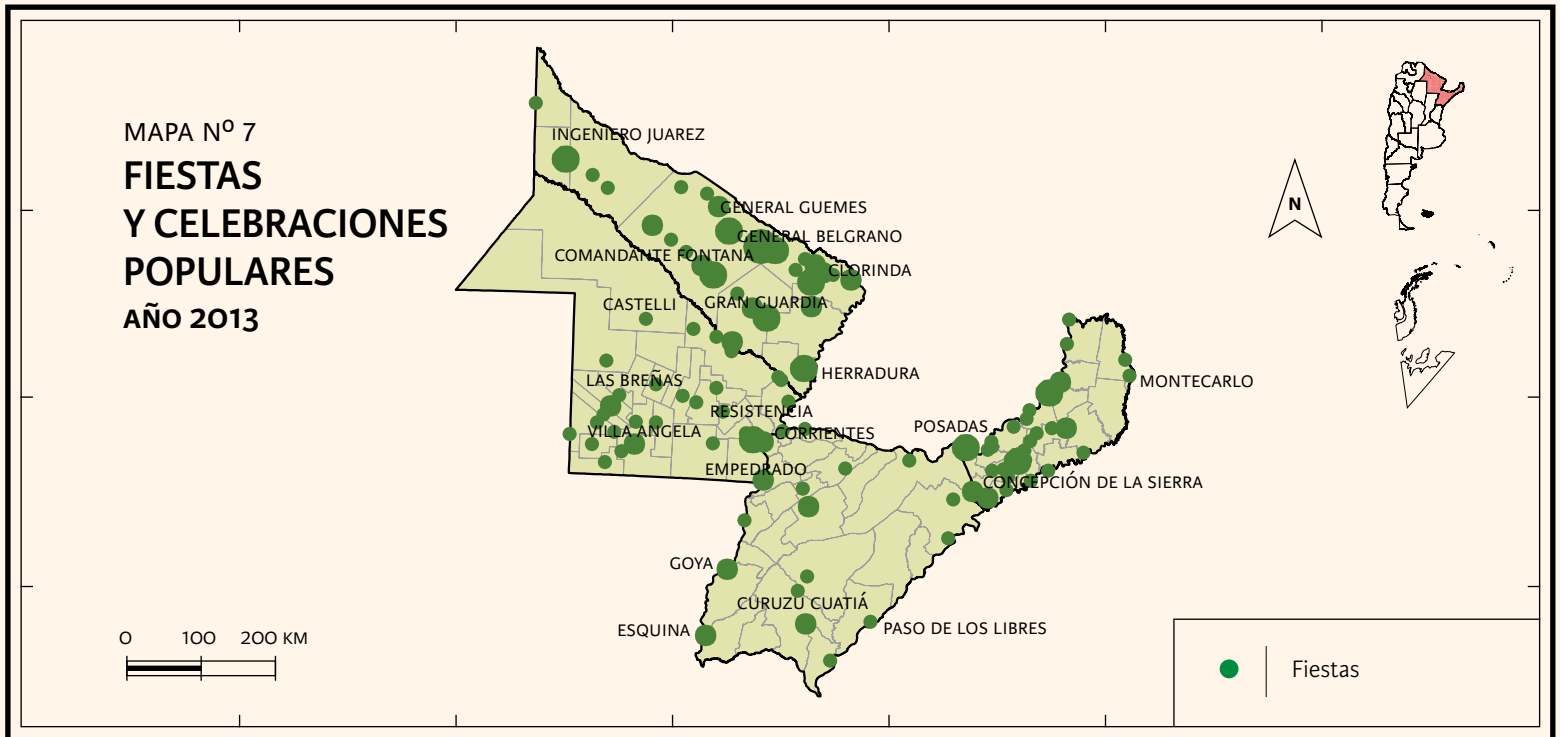 MAPA Nº 7
FIESTAS
Y CELEBRACIONES
POPULARES
AÑO 2013
INGENIERO JUAREZ
GENERAL GUEMES
GENERAL BELGRANO
COMANDANTE FONTANA
CLORINDA
CASTELLI
GRAN GUARDIA
HERRADURA
LAS BREÑAS
MONTECARLO
RESISTENCIA
POSADAS
VILLA ANGELA
CORRIENTES
EMPEDRADO
CONCEPCIÓN DE LA SIERRA
GOYA
CURUZU CUATIÁ
ESQUINA
PASO DE LOS LIBRES
N
0 100 200 KM
Fiestas